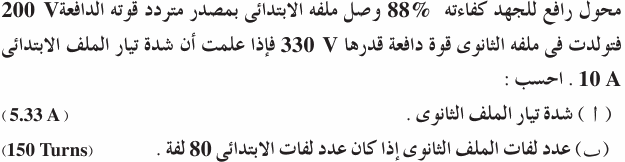 محول رافع للجهد كفاءته %88 وصل ملفه الابتدائى بمصدر متردد قوته الدافعة 200 V
فتولدت فى ملفه الثانوى قوة دافعة قدرها 330 V فإذا علمت أن شدة تيار الملف الابتدائى
10 A . احسب :
( ا ) شدة تيار الملف الثانوى . (5.33 A)
(ب) عدد لفات الملف الثانوى إذا كان عدد لفات الابتدائى 80 لفة . (150 Turns)